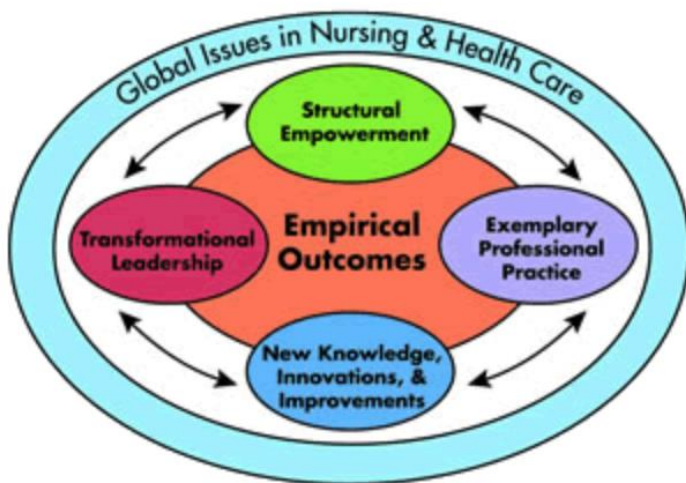 Global Issues in Nursing & Health Care
Structural
Empowerment
Transformational
Leadership
Empirical
Outcomes
Exemplary
Professional
Practice
New Knowledge,
Innovations, &
Improvements